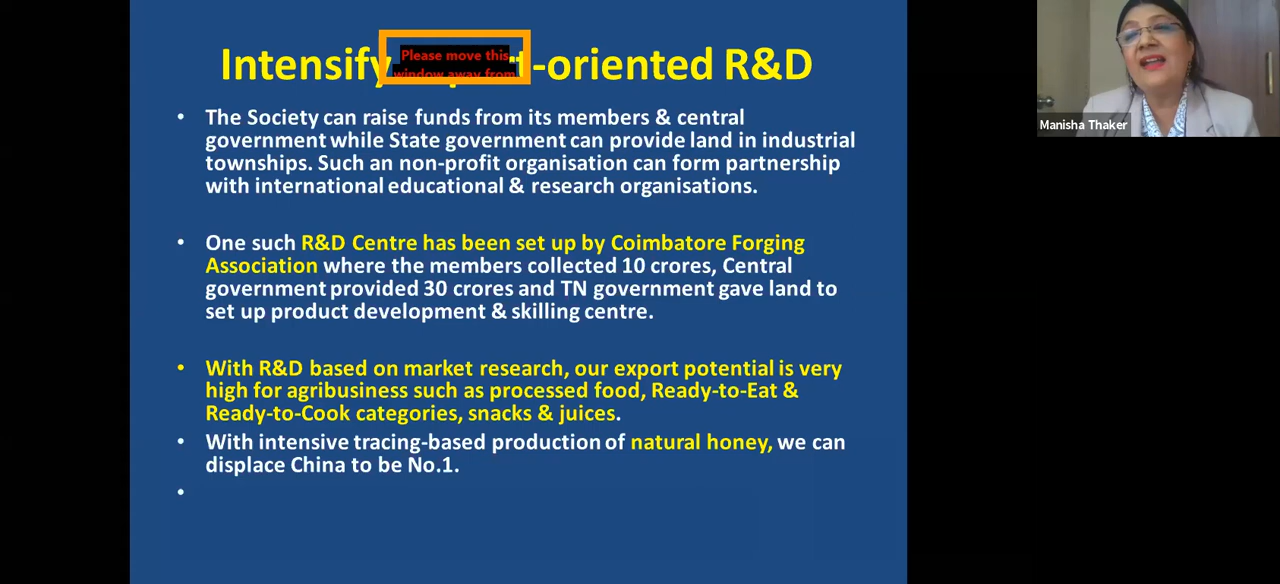 Intensify -oriented R&D
Please move this
window away from
• The Society can raise funds from its members & central
government while State government can provide land in industrial
townships. Such an non-profit organisation can form partnership
with international educational & research organisations.
• One such R&D Centre has been set up by Coimbatore Forging
Association where the members collected 10 crores, Central
government provided 30 crores and TN government gave land to
set up product development & skilling centre.
• With R&D based on market research, our export potential is very
high for agribusiness such as processed food, Ready-to-Eat &
Ready-to-Cook categories, snacks & juices.
• With intensive tracing-based production of natural honey, we can
displace China to be No.1.
•
Manisha Thaker